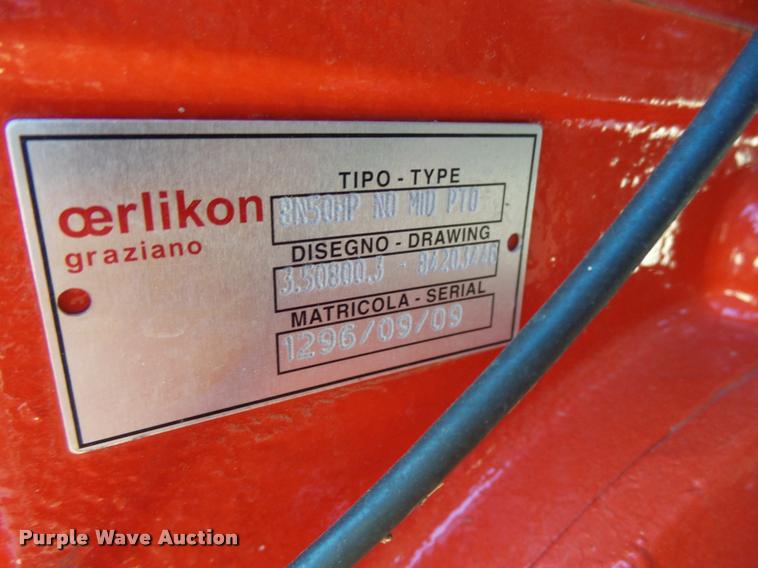 œrlikon
graziano
TIPO - TYPE
8N50HP NO MID PTO
DISEGNO - DRAWING
3.50800.3 -
MATRICOLA - SERIAL
1296/09/09
Purple Wave Auction